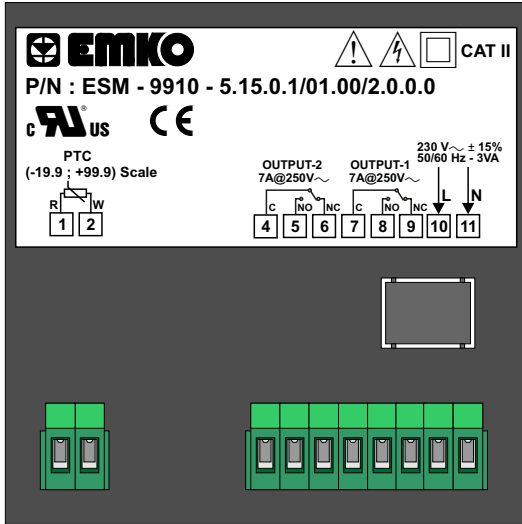 EMKO
CAT II
P/N : ESM - 9910 - 5.15.0.1/01.00/2.0.0.0
c RU ® US CE
PTC
(-19.9 ; +99.9) Scale
R W
1 2
OUTPUT-2
7A@250V~
C NO NC
4 5 6
OUTPUT-1
7A@250V~
C NO NC
7 8 9
230 V~ ± 15%
50/60 Hz - 3VA
L N
10 11